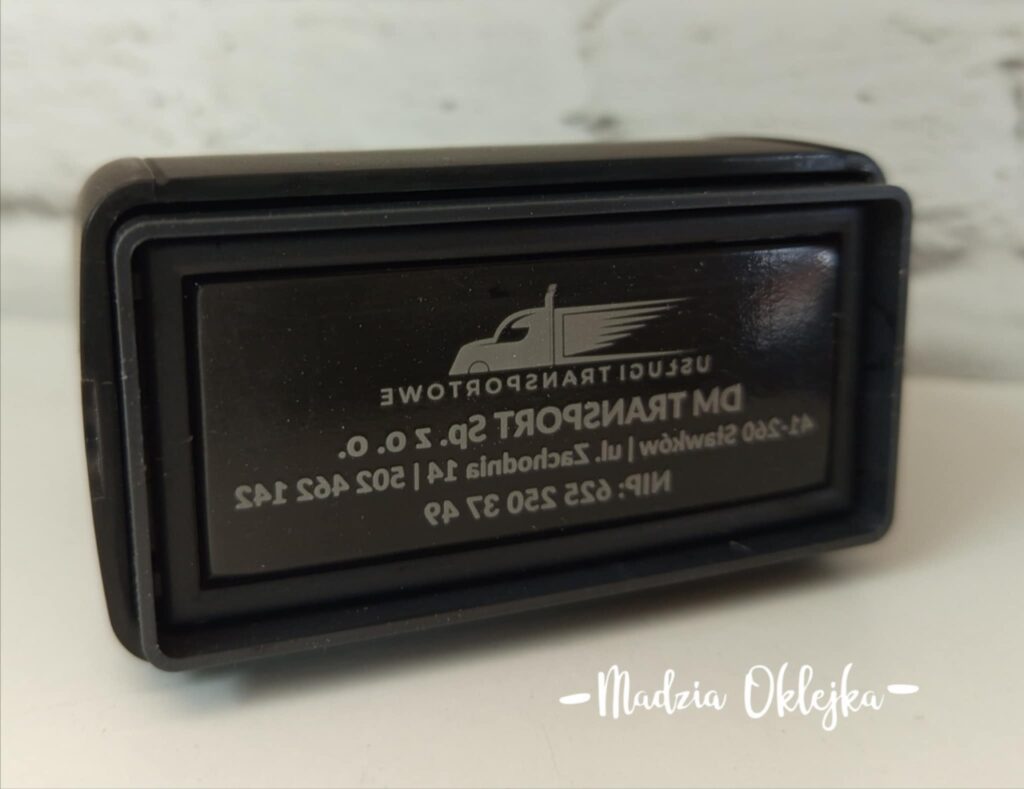 USŁUGI TRANSPORTOWE
DM TRANSPORT Sp. z o. o.
41-260 Sławków | ul. Zachodnia 14 | 502 462 142
NIP: 625 250 37 49
-Madzia Oklejka-